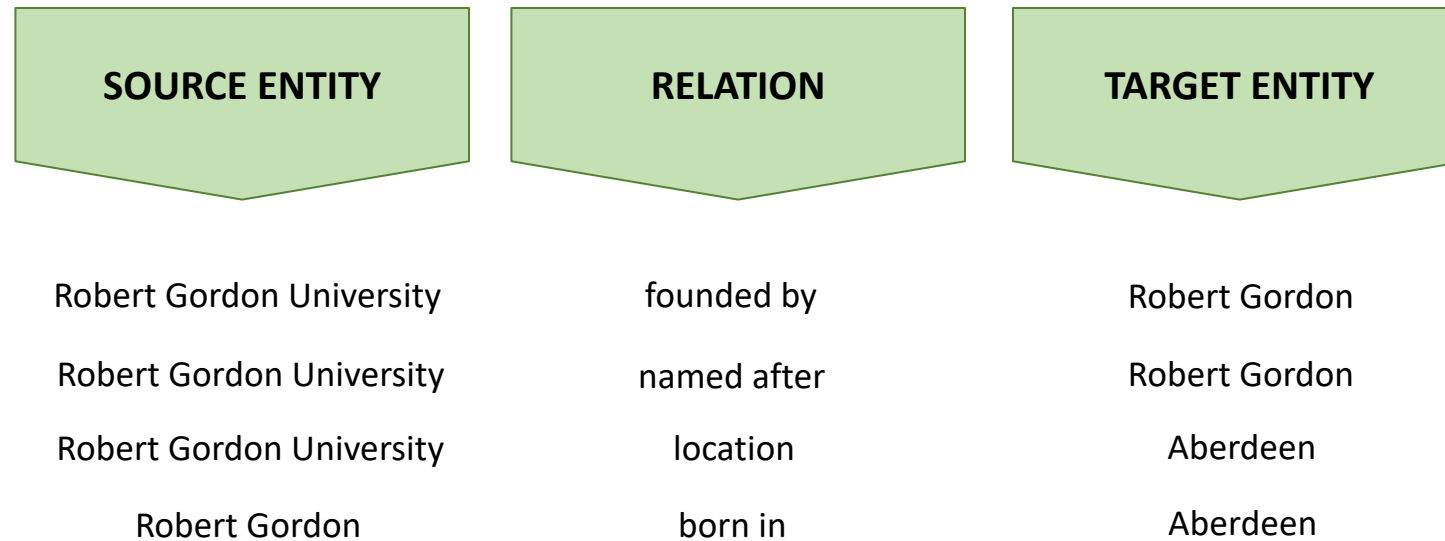 SOURCE ENTITY RELATION TARGET ENTITY
Robert Gordon University founded by Robert Gordon
Robert Gordon University named after Robert Gordon
Robert Gordon University location Aberdeen
Robert Gordon born in Aberdeen